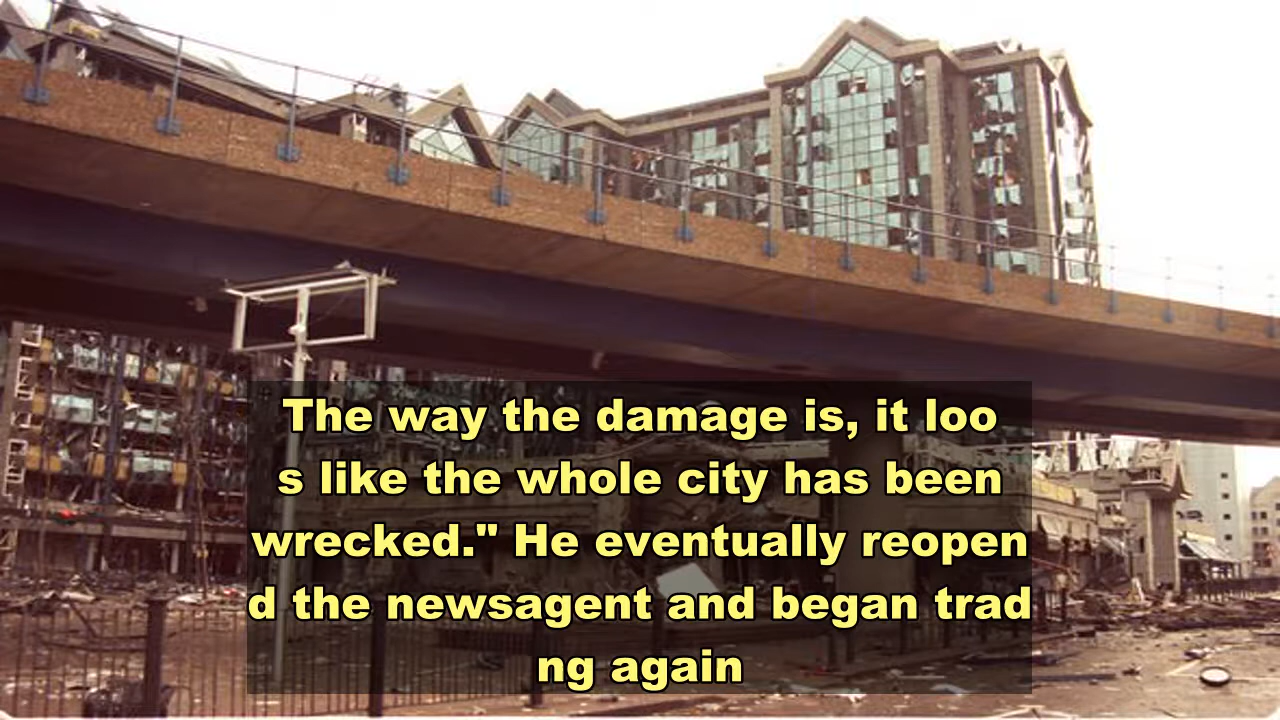 The way the damage is, it loo
s like the whole city has been
wrecked." He eventually reopen
d the newsagent and began trad
ng again